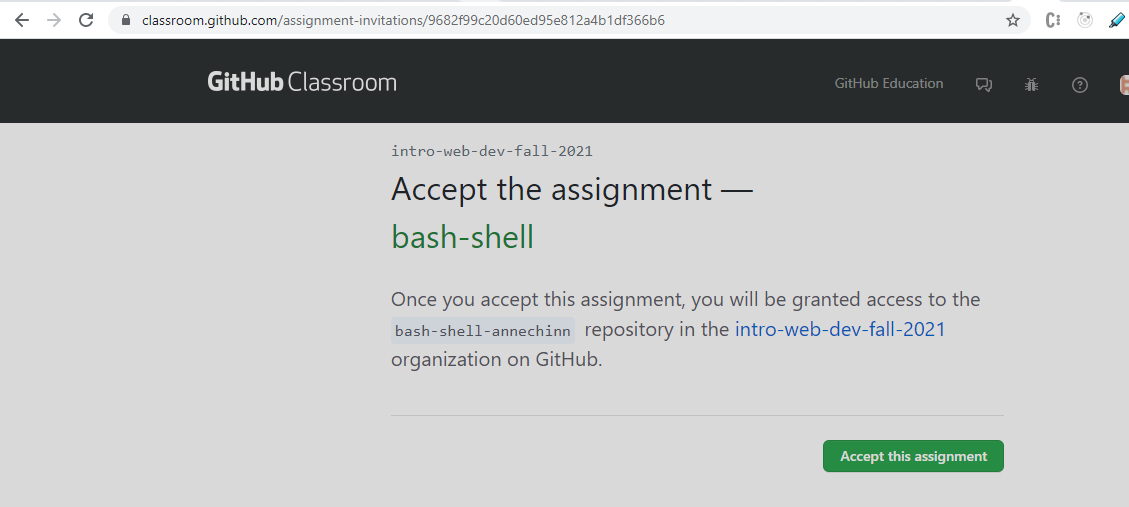 classroom.github.com/assignment-invitations/9682f99c20d60ed95e812a4b1df366b6
GitHub Classroom
GitHub Education
intro-web-dev-fall-2021
Accept the assignment —
bash-shell
Once you accept this assignment, you will be granted access to the
bash-shell-annechinn repository in the intro-web-dev-fall-2021
organization on GitHub.
Accept this assignment